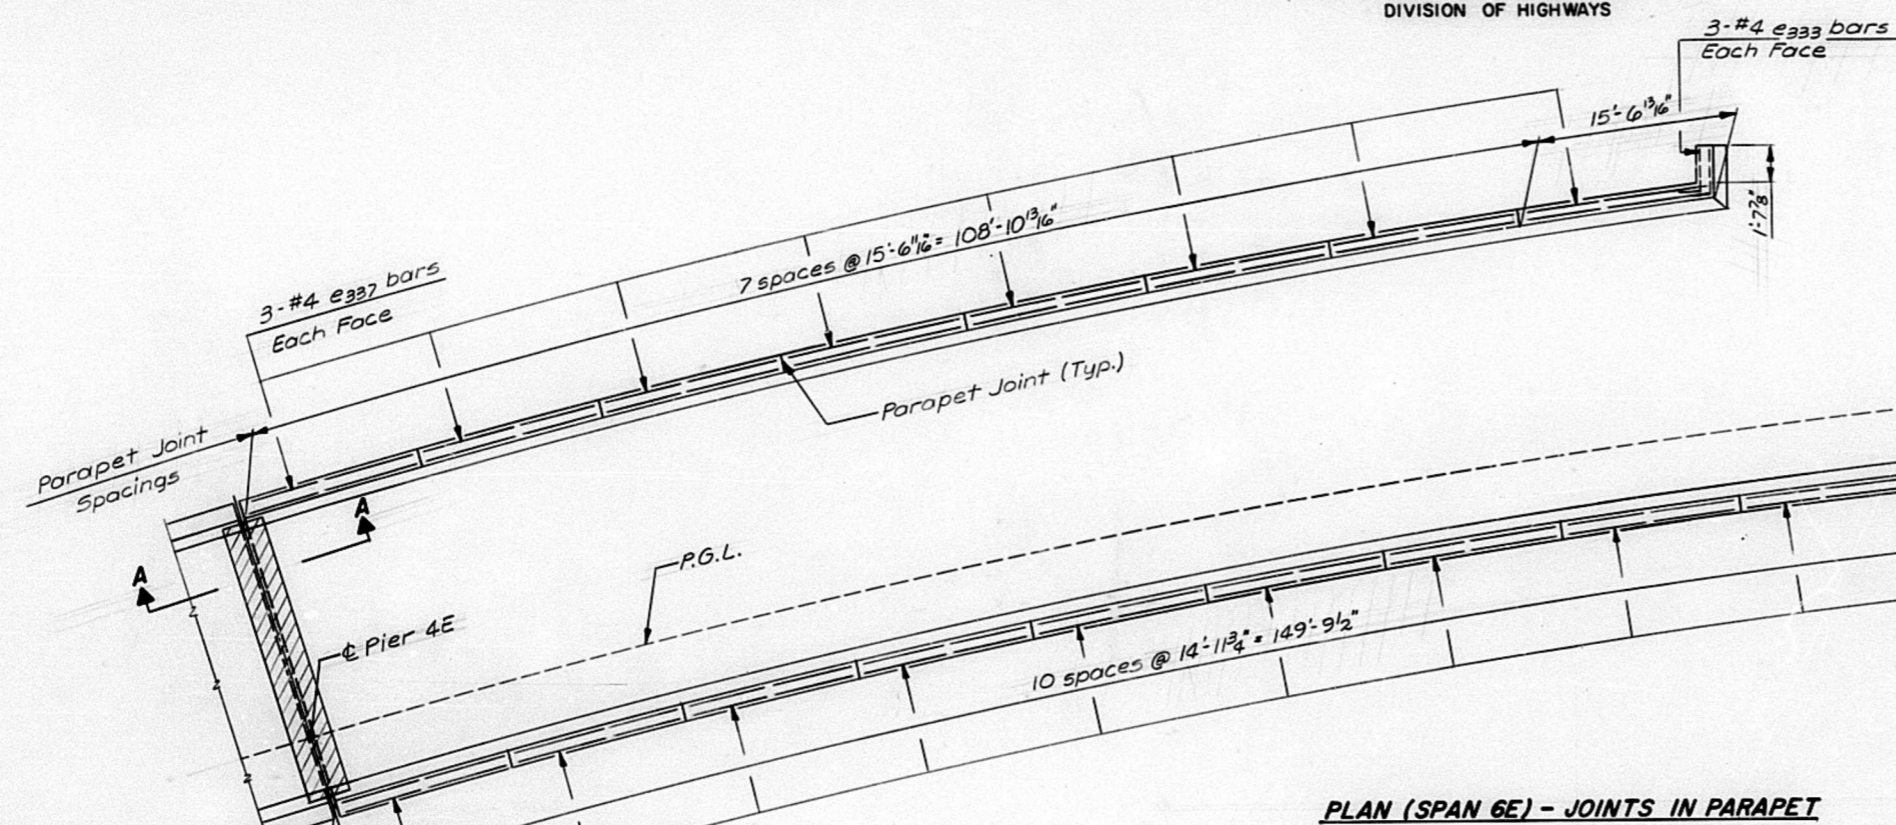 DIVISION OF HIGHWAYS
3-#4 e333 bars
Each Face
15'-6 13/16"
1'-7 7/8"
7 spaces @ 15'-6 11/16" = 108'-10 13/16"
3-#4 e337 bars
Each Face
Parapet Joint (Typ.)
Parapet Joint
Spacings
A
A
P.G.L.
℄ Pier 4E
10 spaces @ 14'-11 3/4" = 149'-9 1/2"
PLAN (SPAN 6E) - JOINTS IN PARAPET